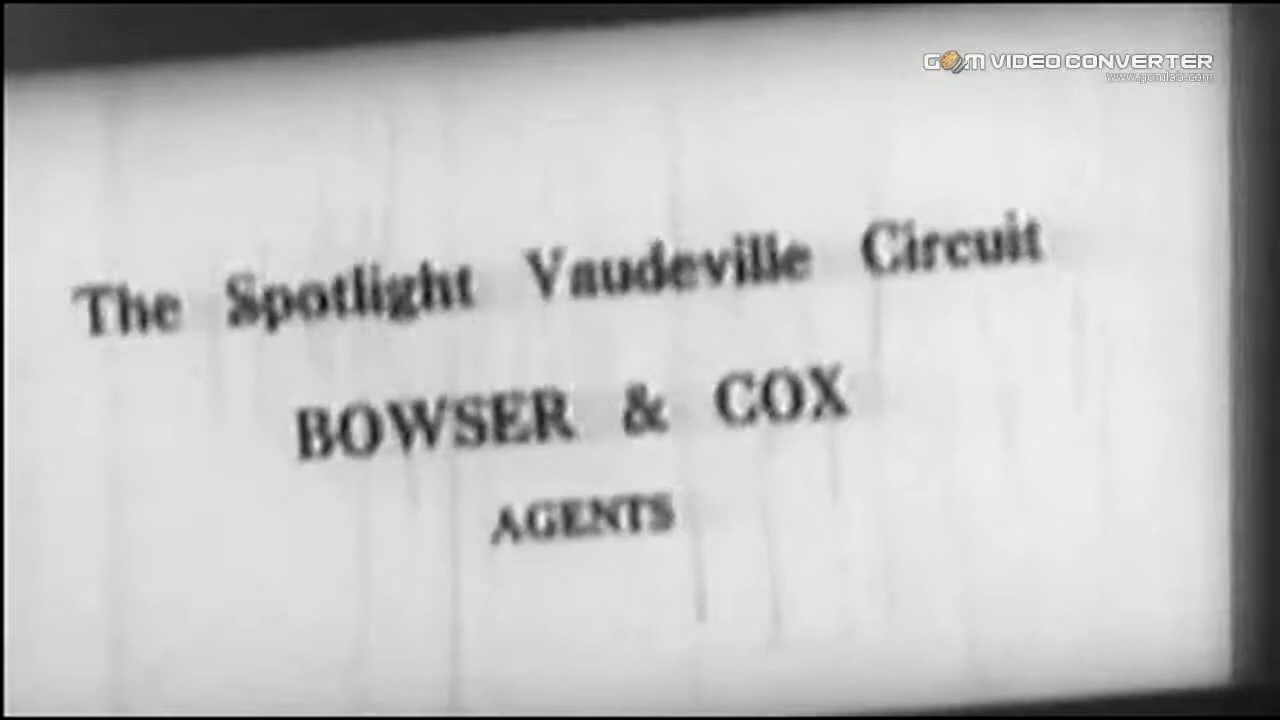 GOM VIDEO CONVERTER
www.gomlab.com
The Spotlight Vaudeville Circuit
BOWSER & COX
AGENTS